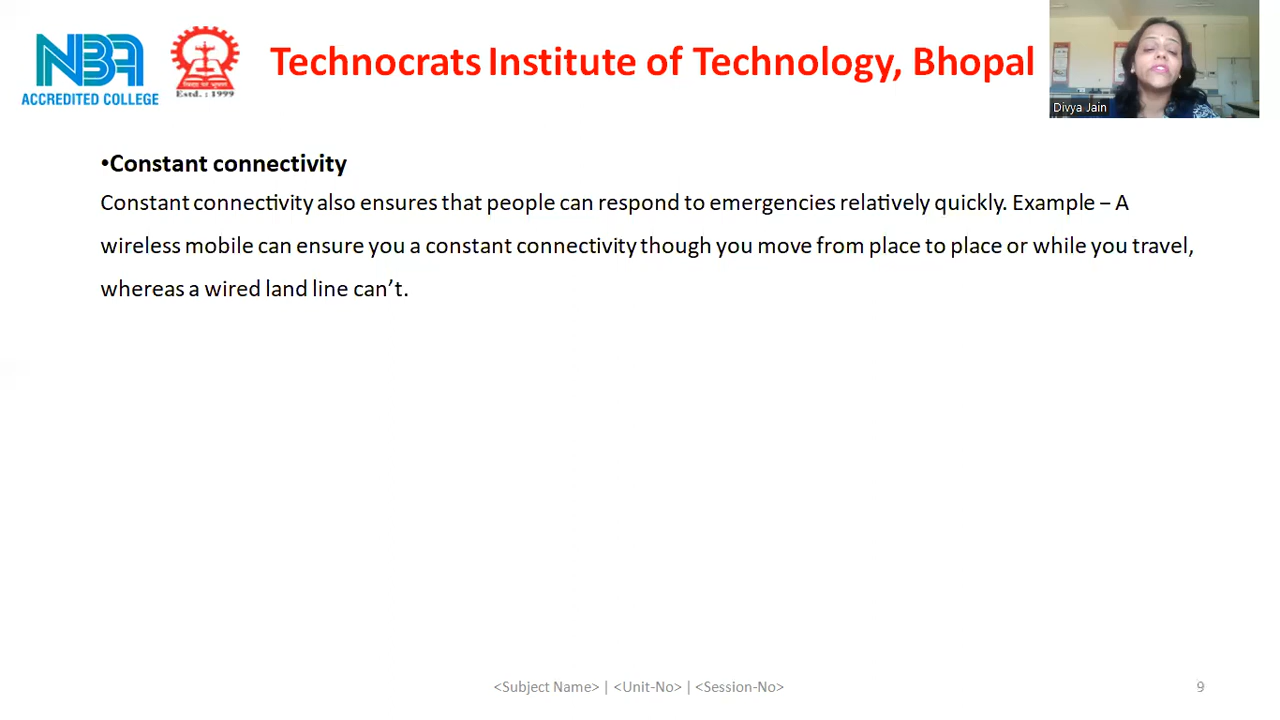 NBA
ACCREDITED COLLEGE
Estd. : 1999
Technocrats Institute of Technology, Bhopal
Divya Jain
•Constant connectivity
Constant connectivity also ensures that people can respond to emergencies relatively quickly. Example – A
wireless mobile can ensure you a constant connectivity though you move from place to place or while you travel,
whereas a wired land line can’t.
<Subject Name> | <Unit-No> | <Session-No>
9